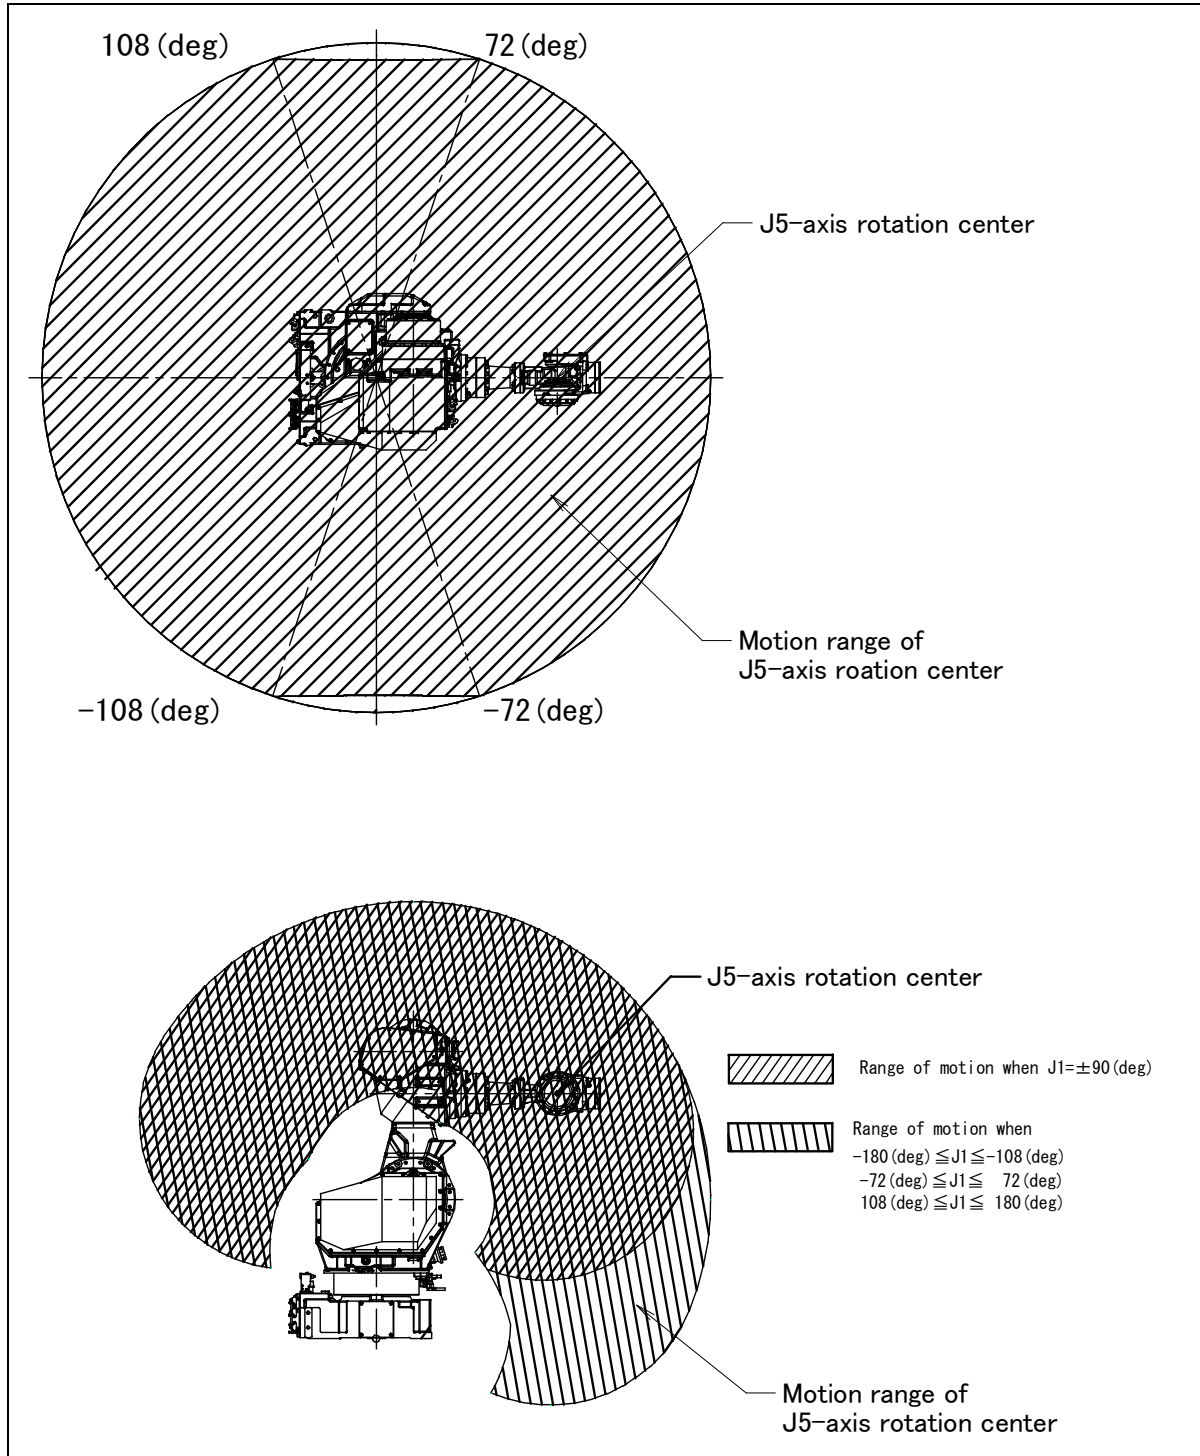 108(deg)
72(deg)
J5-axis rotation center
Motion range of
J5-axis roation center
-108(deg)
-72(deg)
J5-axis rotation center
Range of motion when J1=±90(deg)
Range of motion when
-180(deg)≦J1≦-108(deg)
-72(deg)≦J1≦ 72(deg)
108(deg)≦J1≦ 180(deg)
Motion range of
J5-axis rotation center